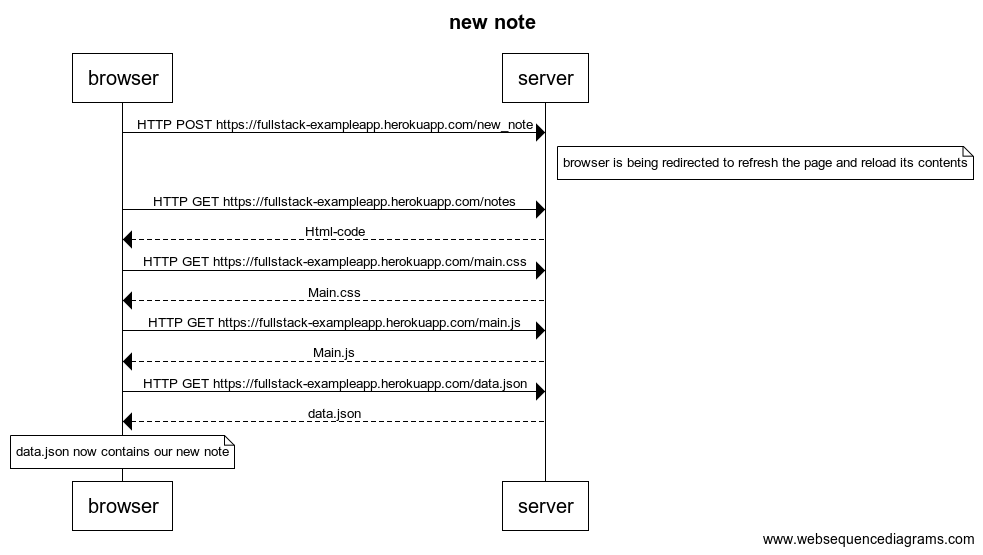 new note
browser
server
HTTP POST https://fullstack-exampleapp.herokuapp.com/new_note
browser is being redirected to refresh the page and reload its contents
HTTP GET https://fullstack-exampleapp.herokuapp.com/notes
Html-code
HTTP GET https://fullstack-exampleapp.herokuapp.com/main.css
Main.css
HTTP GET https://fullstack-exampleapp.herokuapp.com/main.js
Main.js
HTTP GET https://fullstack-exampleapp.herokuapp.com/data.json
data.json
data.json now contains our new note
browser
server
www.websequencediagrams.com